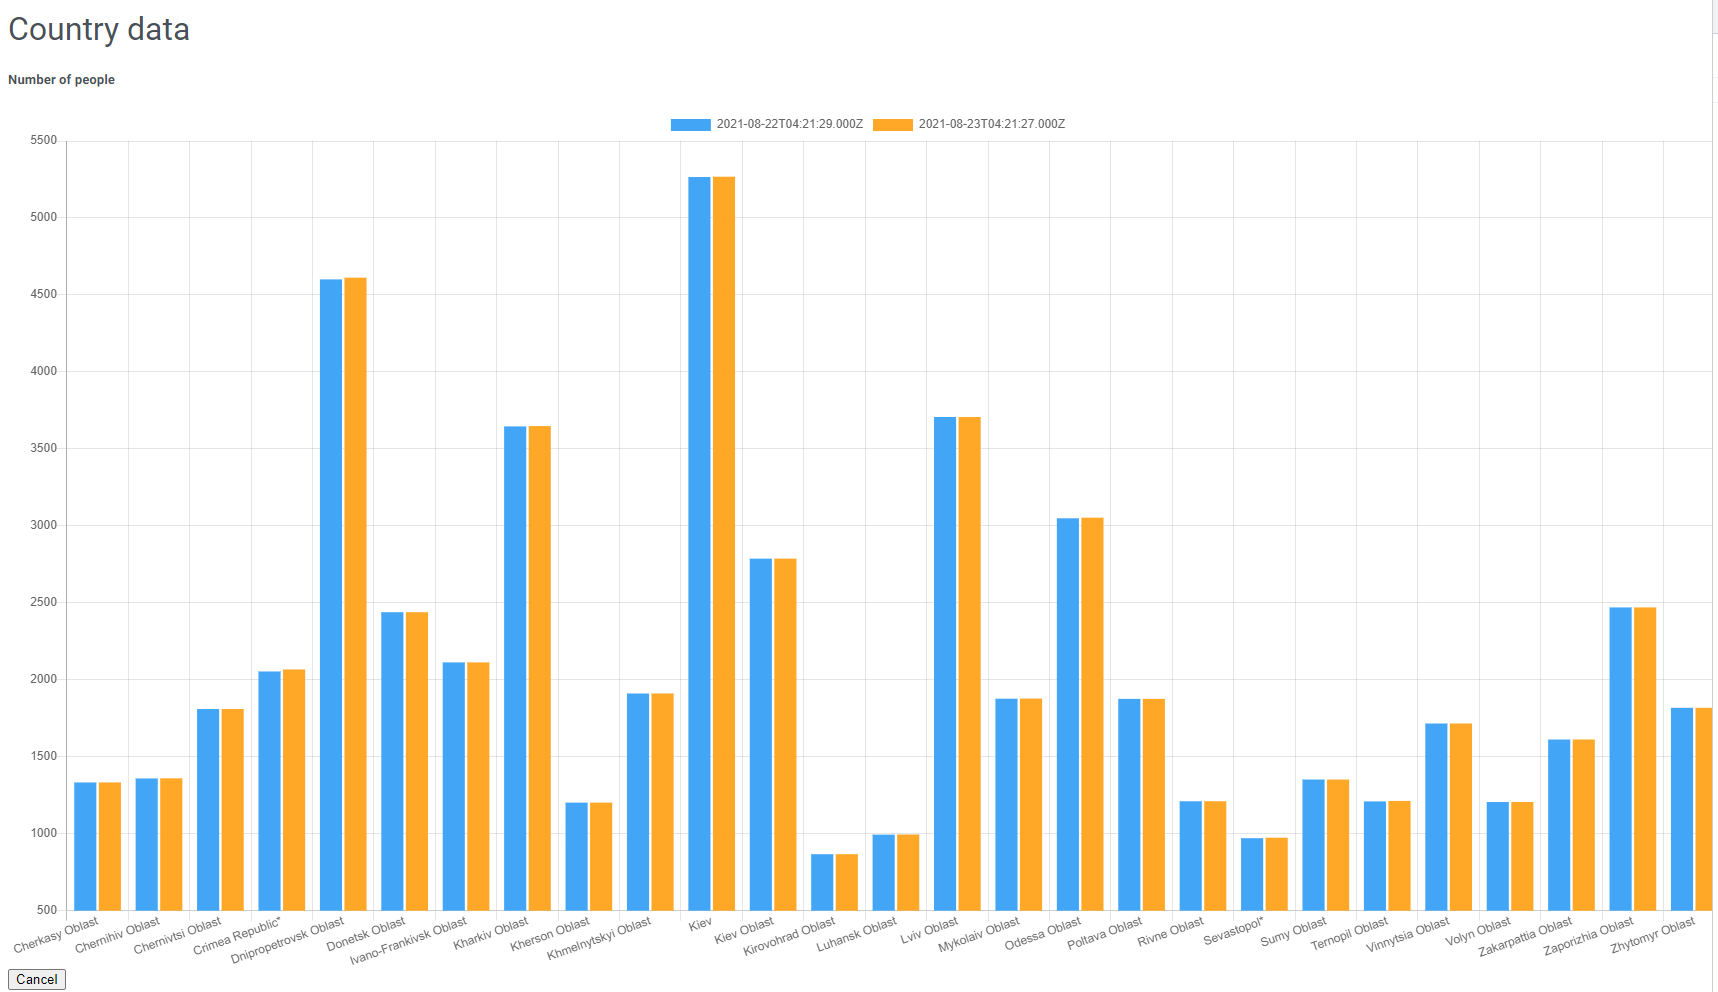 Country data
Number of people
2021-08-22T04:21:29.000Z 2021-08-23T04:21:27.000Z
5500
5000
4500
4000
3500
3000
2500
2000
1500
1000
500
Cherkasy Oblast
Chernihiv Oblast
Chernivtsi Oblast
Crimea Republic*
Dnipropetrovsk Oblast
Donetsk Oblast
Ivano-Frankivsk Oblast
Kharkiv Oblast
Kherson Oblast
Khmelnytskyi Oblast
Kiev
Kiev Oblast
Kirovohrad Oblast
Luhansk Oblast
Lviv Oblast
Mykolaiv Oblast
Odessa Oblast
Poltava Oblast
Rivne Oblast
Sevastopol*
Sumy Oblast
Ternopil Oblast
Vinnytsia Oblast
Volyn Oblast
Zakarpattia Oblast
Zaporizhia Oblast
Zhytomyr Oblast
Cancel